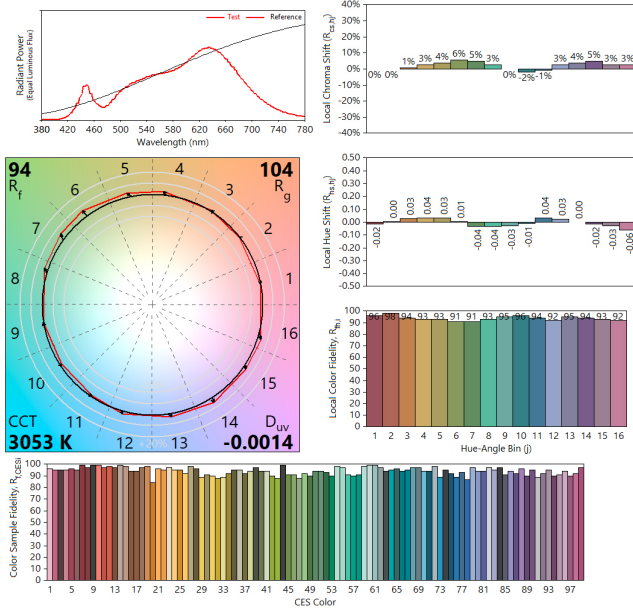 Test Reference
Radiant Power
(Equal Luminous Flux)
380 420 460 500 540 580 620 660 700 740 780
Wavelength (nm)
Local Chroma Shift (Rcs,hj)
40%
30%
20%
10%
0%
-10%
-20%
-30%
-40%
0% 0% 1% 3% 4% 6% 5% 3% 0% -2% -1% 3% 4% 5% 3% 3%
94
Rf
104
Rg
CCT
3053 K
Duv
-0.0014
+20%
1
2
3
4
5
6
7
8
9
10
11
12
13
14
15
16
Local Hue Shift (Rhs,hj)
0.50
0.40
0.30
0.20
0.10
0.00
-0.10
-0.20
-0.30
-0.40
-0.50
-0.02 0.00 0.03 0.04 0.03 0.01 -0.04 -0.04 -0.03 -0.01 0.04 0.03 0.00 -0.02 -0.03 -0.06
Local Color Fidelity, Rfh,i
100
90
80
70
60
50
40
30
20
10
0
96 98 94 93 93 91 91 93 95 96 94 92 95 94 93 92
1 2 3 4 5 6 7 8 9 10 11 12 13 14 15 16
Hue-Angle Bin (j)
Color Sample Fidelity, Rf,CESi
100
90
80
70
60
50
40
30
20
10
0
1 5 9 13 17 21 25 29 33 37 41 45 49 53 57 61 65 69 73 77 81 85 89 93 97
CES Color